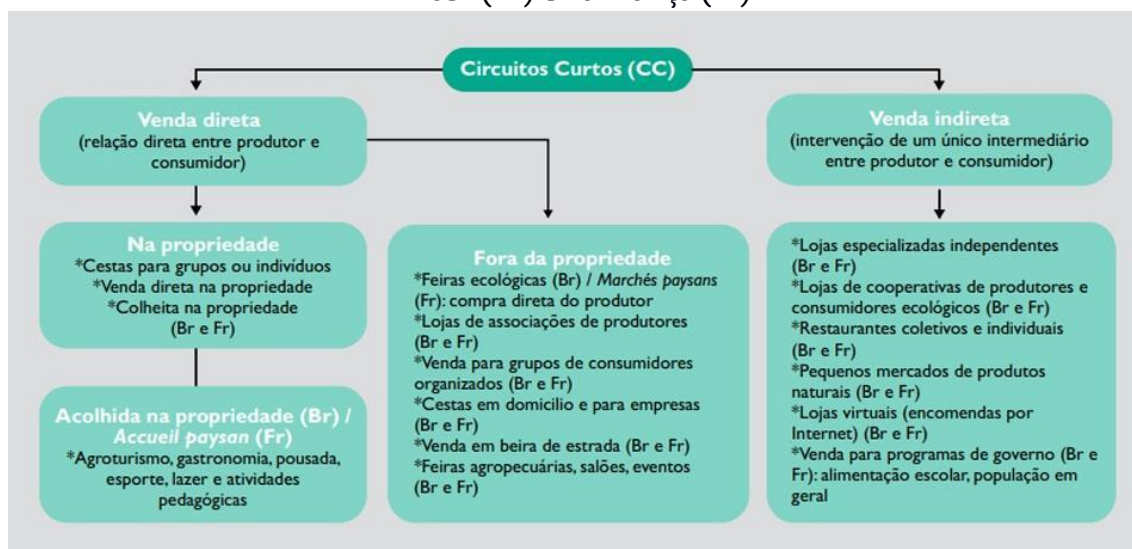 Circuitos Curtos (CC)
Venda direta
(relação direta entre produtor e
consumidor)
Venda indireta
(intervenção de um único intermediário
entre produtor e consumidor)
Na propriedade
*Cestas para grupos ou indivíduos
*Venda direta na propriedade
*Colheita na propriedade
(Br e Fr)
Acolhida na propriedade (Br) /
Accueil paysan (Fr)
*Agroturismo, gastronomia, pousada,
esporte, lazer e atividades
pedagógicas
Fora da propriedade
*Feiras ecológicas (Br) / Marchés paysans
(Fr): compra direta do produtor
*Lojas de associações de produtores
(Br e Fr)
*Venda para grupos de consumidores
organizados (Br e Fr)
*Cestas em domicilio e para empresas
(Br e Fr)
*Venda em beira de estrada (Br e Fr)
*Feiras agropecuárias, salões, eventos
(Br e Fr)
*Lojas especializadas independentes
(Br e Fr)
*Lojas de cooperativas de produtores e
consumidores ecológicos (Br e Fr)
*Restaurantes coletivos e individuais
(Br e Fr)
*Pequenos mercados de produtos
naturais (Br e Fr)
*Lojas virtuais (encomendas por
Internet) (Br e Fr)
*Venda para programas de governo (Br e
Fr): alimentação escolar, população em
geral